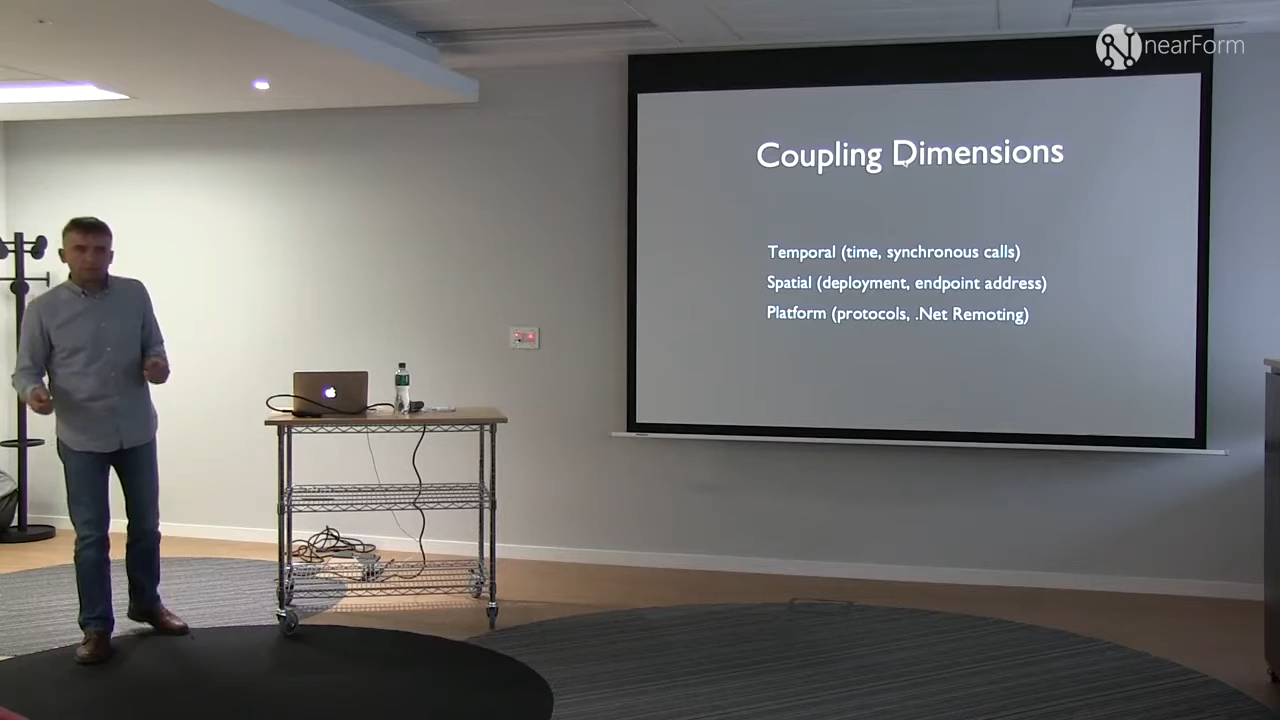 nearForm
Coupling Dimensions
Temporal (time, synchronous calls)
Spatial (deployment, endpoint address)
Platform (protocols, .Net Remoting)